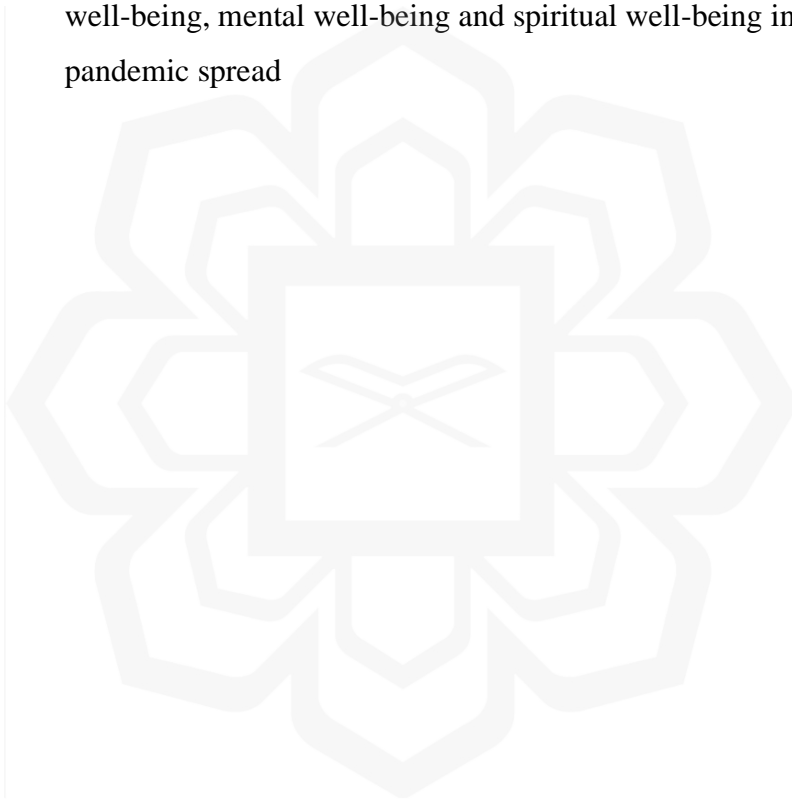 well-being, mental well-being and spiritual well-being in
pandemic spread